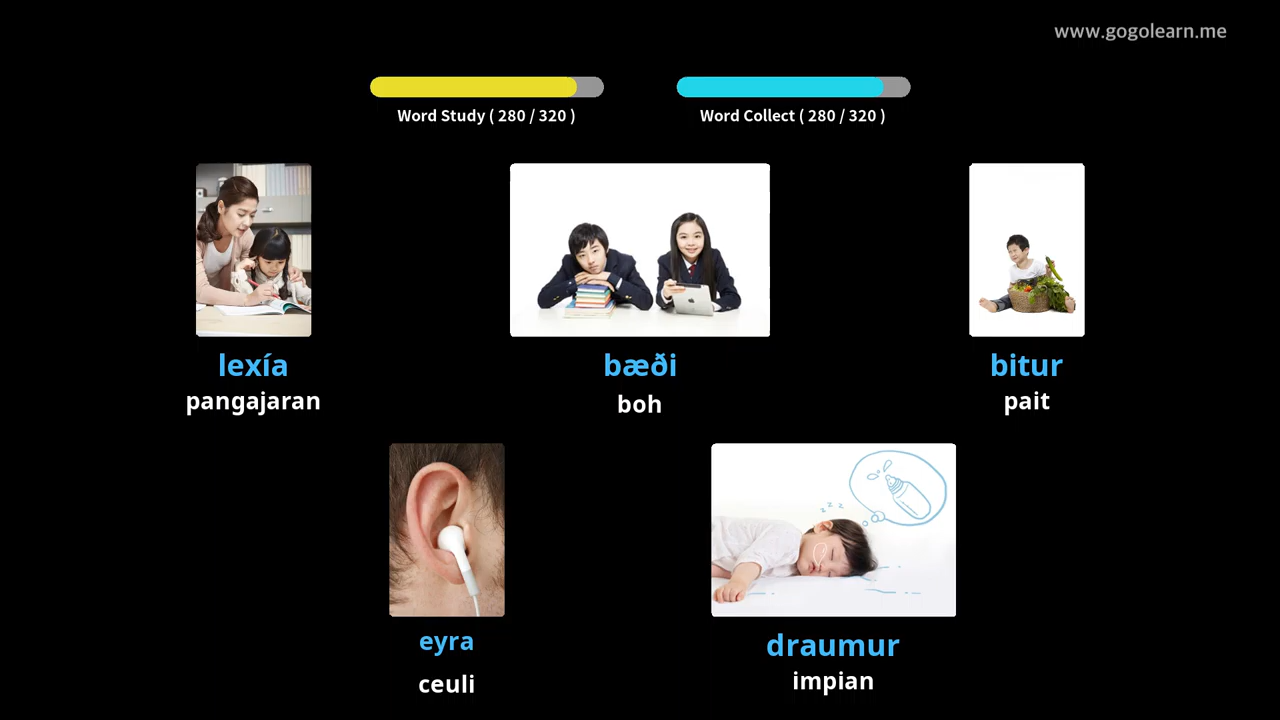 www.gogolearn.me
Word Study ( 280 / 320 )
Word Collect ( 280 / 320 )
lexía
pangajaran
bæði
boh
bitur
pait
eyra
ceuli
draumur
impian